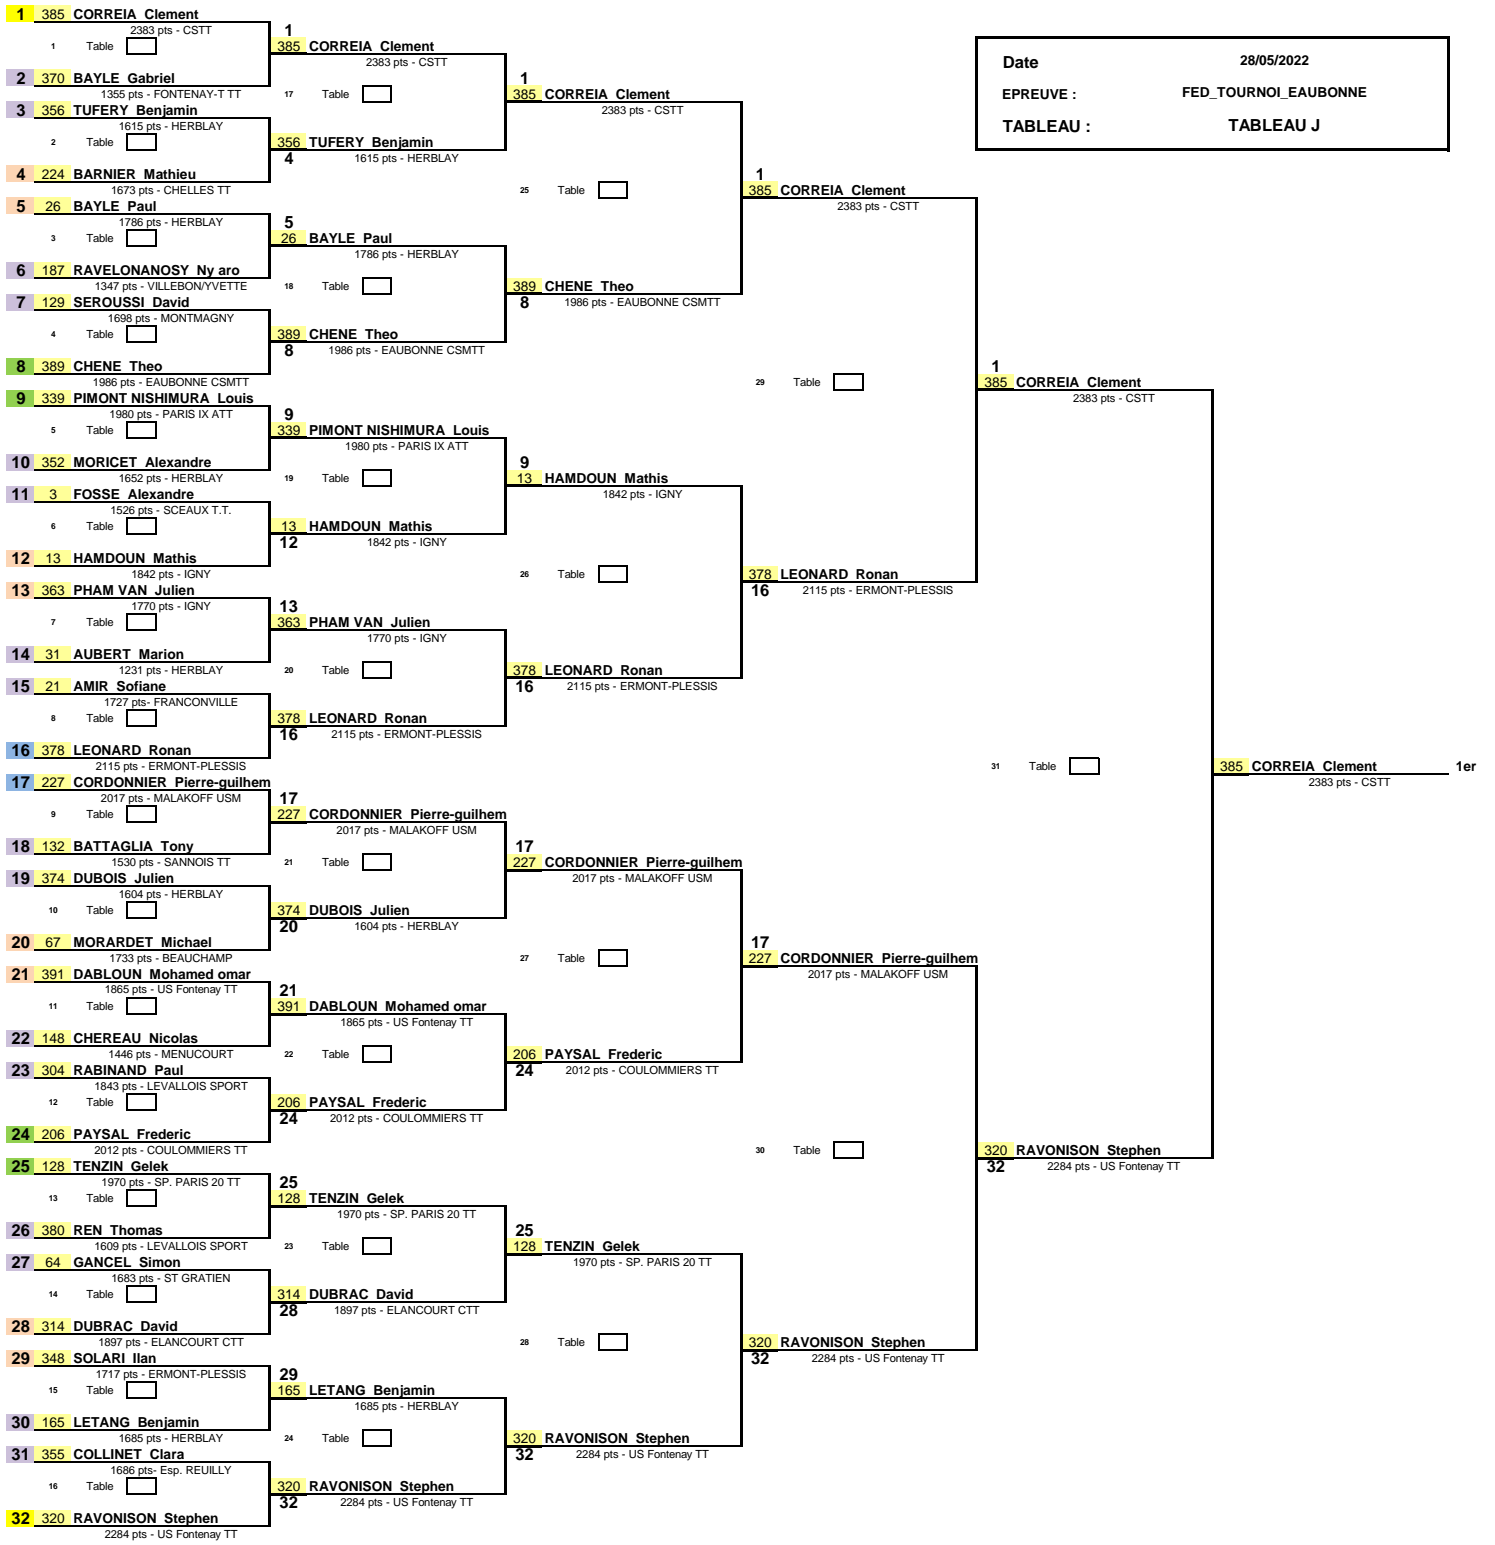 Date 28/05/2022
EPREUVE : FED_TOURNOI_EAUBONNE
TABLEAU : TABLEAU J
1 385 CORREIA Clement
2383 pts - CSTT
1 Table
2 370 BAYLE Gabriel
1355 pts - FONTENAY-T TT
3 356 TUFERY Benjamin
1615 pts - HERBLAY
2 Table
4 224 BARNIER Mathieu
1673 pts - CHELLES TT
5 26 BAYLE Paul
1786 pts - HERBLAY
3 Table
6 187 RAVELONANOSY Ny aro
1347 pts - VILLEBON/YVETTE
7 129 SEROUSSI David
1698 pts - MONTMAGNY
4 Table
8 389 CHENE Theo
1986 pts - EAUBONNE CSMTT
9 339 PIMONT NISHIMURA Louis
1980 pts - PARIS IX ATT
5 Table
10 352 MORICET Alexandre
1652 pts - HERBLAY
11 3 FOSSE Alexandre
1526 pts - SCEAUX T.T.
6 Table
12 13 HAMDOUN Mathis
1842 pts - IGNY
13 363 PHAM VAN Julien
1770 pts - IGNY
7 Table
14 31 AUBERT Marion
1231 pts - HERBLAY
15 21 AMIR Sofiane
1727 pts- FRANCONVILLE
8 Table
16 378 LEONARD Ronan
2115 pts - ERMONT-PLESSIS
17 227 CORDONNIER Pierre-guilhem
2017 pts - MALAKOFF USM
9 Table
18 132 BATTAGLIA Tony
1530 pts - SANNOIS TT
19 374 DUBOIS Julien
1604 pts - HERBLAY
10 Table
20 67 MORARDET Michael
1733 pts - BEAUCHAMP
21 391 DABLOUN Mohamed omar
1865 pts - US Fontenay TT
11 Table
22 148 CHEREAU Nicolas
1446 pts - MENUCOURT
23 304 RABINAND Paul
1843 pts - LEVALLOIS SPORT
12 Table
24 206 PAYSAL Frederic
2012 pts - COULOMMIERS TT
25 128 TENZIN Gelek
1970 pts - SP. PARIS 20 TT
13 Table
26 380 REN Thomas
1609 pts - LEVALLOIS SPORT
27 64 GANCEL Simon
1683 pts - ST GRATIEN
14 Table
28 314 DUBRAC David
1897 pts - ELANCOURT CTT
29 348 SOLARI Ilan
1717 pts - ERMONT-PLESSIS
15 Table
30 165 LETANG Benjamin
1685 pts - HERBLAY
31 355 COLLINET Clara
1686 pts- Esp. REUILLY
16 Table
32 320 RAVONISON Stephen
2284 pts - US Fontenay TT
1
385 CORREIA Clement
2383 pts - CSTT
17 Table
356 TUFERY Benjamin
4 1615 pts - HERBLAY
5
26 BAYLE Paul
1786 pts - HERBLAY
18 Table
389 CHENE Theo
8 1986 pts - EAUBONNE CSMTT
9
339 PIMONT NISHIMURA Louis
1980 pts - PARIS IX ATT
19 Table
13 HAMDOUN Mathis
12 1842 pts - IGNY
13
363 PHAM VAN Julien
1770 pts - IGNY
20 Table
378 LEONARD Ronan
16 2115 pts - ERMONT-PLESSIS
17
227 CORDONNIER Pierre-guilhem
2017 pts - MALAKOFF USM
21 Table
374 DUBOIS Julien
20 1604 pts - HERBLAY
21
391 DABLOUN Mohamed omar
1865 pts - US Fontenay TT
22 Table
206 PAYSAL Frederic
24 2012 pts - COULOMMIERS TT
25
128 TENZIN Gelek
1970 pts - SP. PARIS 20 TT
23 Table
314 DUBRAC David
28 1897 pts - ELANCOURT CTT
29
165 LETANG Benjamin
1685 pts - HERBLAY
24 Table
320 RAVONISON Stephen
32 2284 pts - US Fontenay TT
1
385 CORREIA Clement
2383 pts - CSTT
25 Table
389 CHENE Theo
8 1986 pts - EAUBONNE CSMTT
9
13 HAMDOUN Mathis
1842 pts - IGNY
26 Table
378 LEONARD Ronan
16 2115 pts - ERMONT-PLESSIS
17
227 CORDONNIER Pierre-guilhem
2017 pts - MALAKOFF USM
27 Table
206 PAYSAL Frederic
24 2012 pts - COULOMMIERS TT
25
128 TENZIN Gelek
1970 pts - SP. PARIS 20 TT
28 Table
320 RAVONISON Stephen
32 2284 pts - US Fontenay TT
1
385 CORREIA Clement
2383 pts - CSTT
29 Table
378 LEONARD Ronan
16 2115 pts - ERMONT-PLESSIS
17
227 CORDONNIER Pierre-guilhem
2017 pts - MALAKOFF USM
30 Table
320 RAVONISON Stephen
32 2284 pts - US Fontenay TT
1
385 CORREIA Clement
2383 pts - CSTT
31 Table
320 RAVONISON Stephen
32 2284 pts - US Fontenay TT
385 CORREIA Clement 1er
2383 pts - CSTT